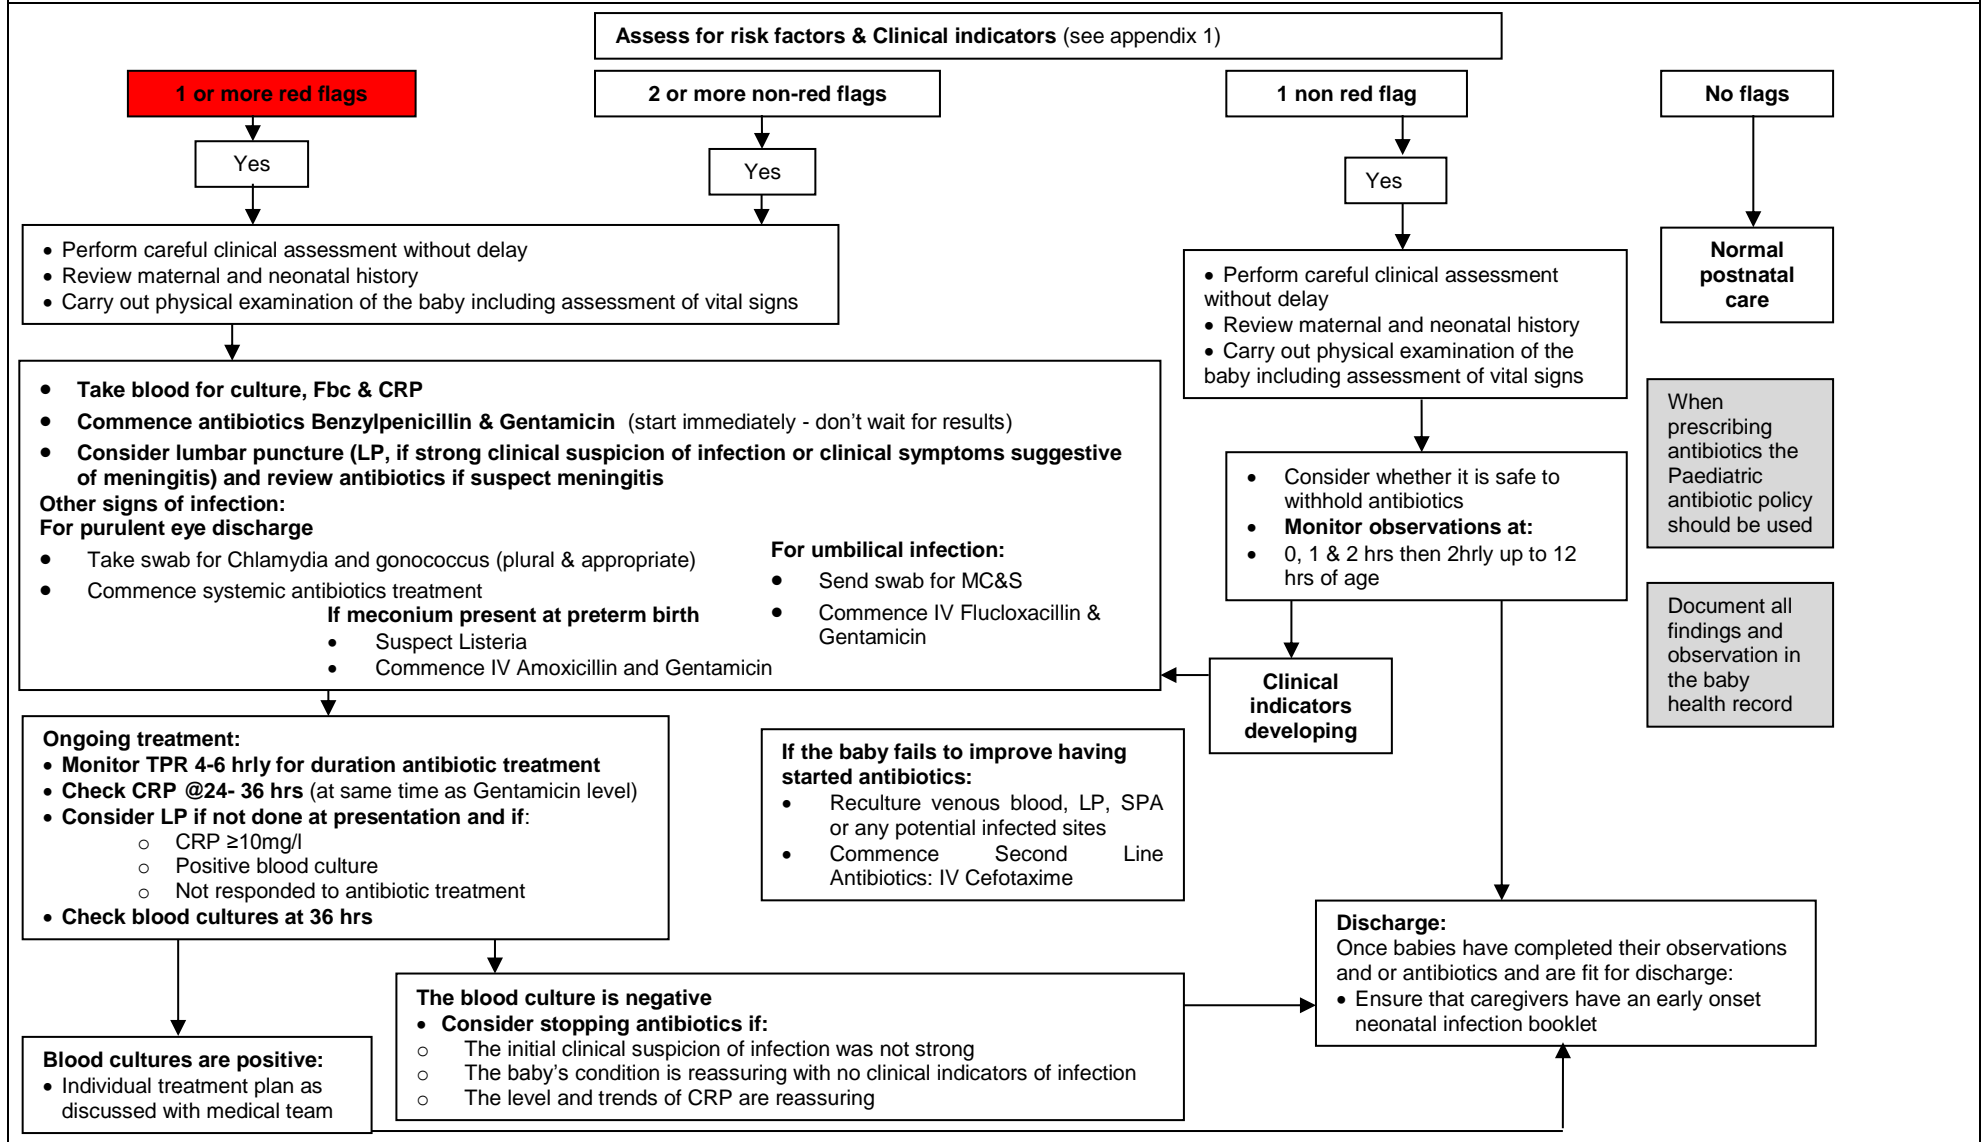 Assess for risk factors & Clinical indicators (see appendix 1)
1 or more red flags
2 or more non-red flags
1 non red flag
No flags
Yes
Yes
Yes
• Perform careful clinical assessment without delay
• Review maternal and neonatal history
• Carry out physical examination of the baby including assessment of vital signs
• Perform careful clinical assessment
without delay
• Review maternal and neonatal history
• Carry out physical examination of the
baby including assessment of vital signs
Normal
postnatal
care
• Take blood for culture, Fbc & CRP
• Commence antibiotics Benzylpenicillin & Gentamicin (start immediately - don't wait for results)
• Consider lumbar puncture (LP, if strong clinical suspicion of infection or clinical symptoms suggestive
of meningitis) and review antibiotics if suspect meningitis
Other signs of infection:
For purulent eye discharge
• Take swab for Chlamydia and gonococcus (plural & appropriate)
• Commence systemic antibiotics treatment
For umbilical infection:
• Send swab for MC&S
• Commence IV Flucloxacillin &
Gentamicin
If meconium present at preterm birth
• Suspect Listeria
• Commence IV Amoxicillin and Gentamicin
• Consider whether it is safe to
withhold antibiotics
• Monitor observations at:
• 0, 1 & 2 hrs then 2hrly up to 12
hrs of age
When
prescribing
antibiotics the
Paediatric
antibiotic policy
should be used
Document all
findings and
observation in
the baby
health record
Clinical
indicators
developing
Ongoing treatment:
• Monitor TPR 4-6 hrly for duration antibiotic treatment
• Check CRP @24- 36 hrs (at same time as Gentamicin level)
• Consider LP if not done at presentation and if:
o CRP ≥10mg/l
o Positive blood culture
o Not responded to antibiotic treatment
• Check blood cultures at 36 hrs
If the baby fails to improve having
started antibiotics:
• Reculture venous blood, LP, SPA
or any potential infected sites
• Commence Second Line
Antibiotics: IV Cefotaxime
Discharge:
Once babies have completed their observations
and or antibiotics and are fit for discharge:
• Ensure that caregivers have an early onset
neonatal infection booklet
The blood culture is negative
• Consider stopping antibiotics if:
o The initial clinical suspicion of infection was not strong
o The baby's condition is reassuring with no clinical indicators of infection
o The level and trends of CRP are reassuring
Blood cultures are positive:
• Individual treatment plan as
discussed with medical team